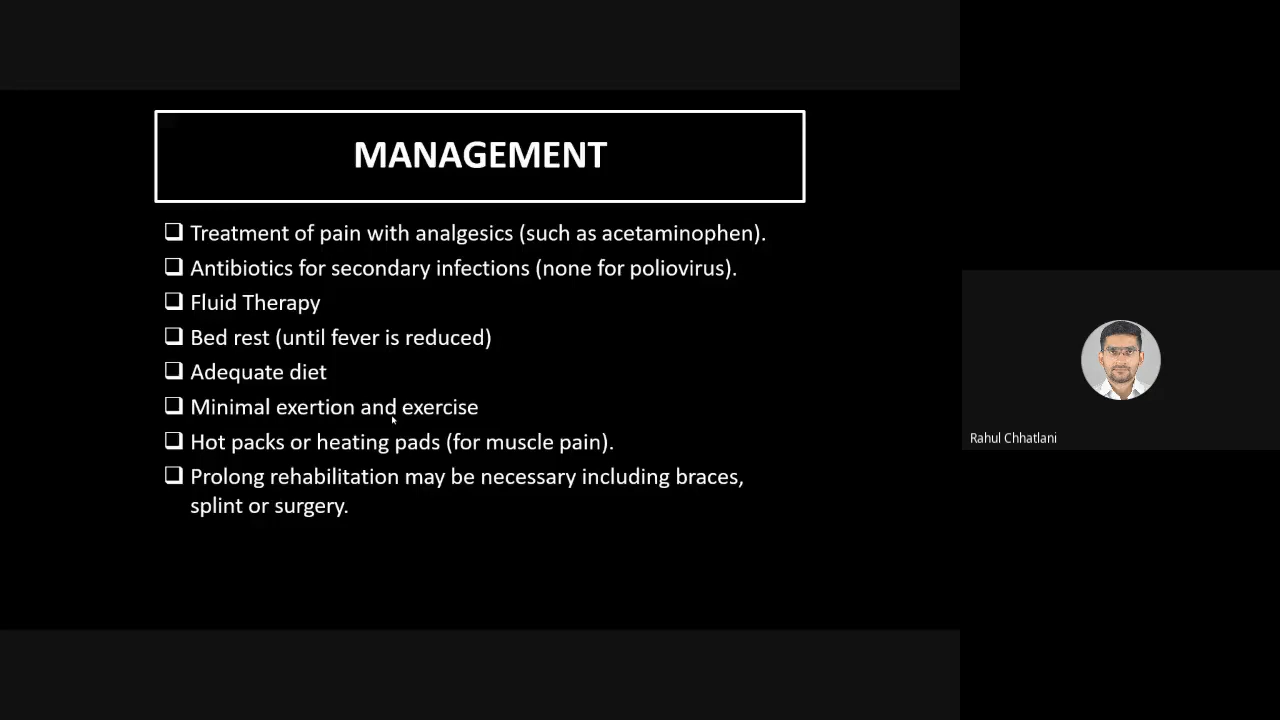 MANAGEMENT
Treatment of pain with analgesics (such as acetaminophen).
Antibiotics for secondary infections (none for poliovirus).
Fluid Therapy
Bed rest (until fever is reduced)
Adequate diet
Minimal exertion and exercise
Hot packs or heating pads (for muscle pain).
Prolong rehabilitation may be necessary including braces,
splint or surgery.
Rahul Chhatlani